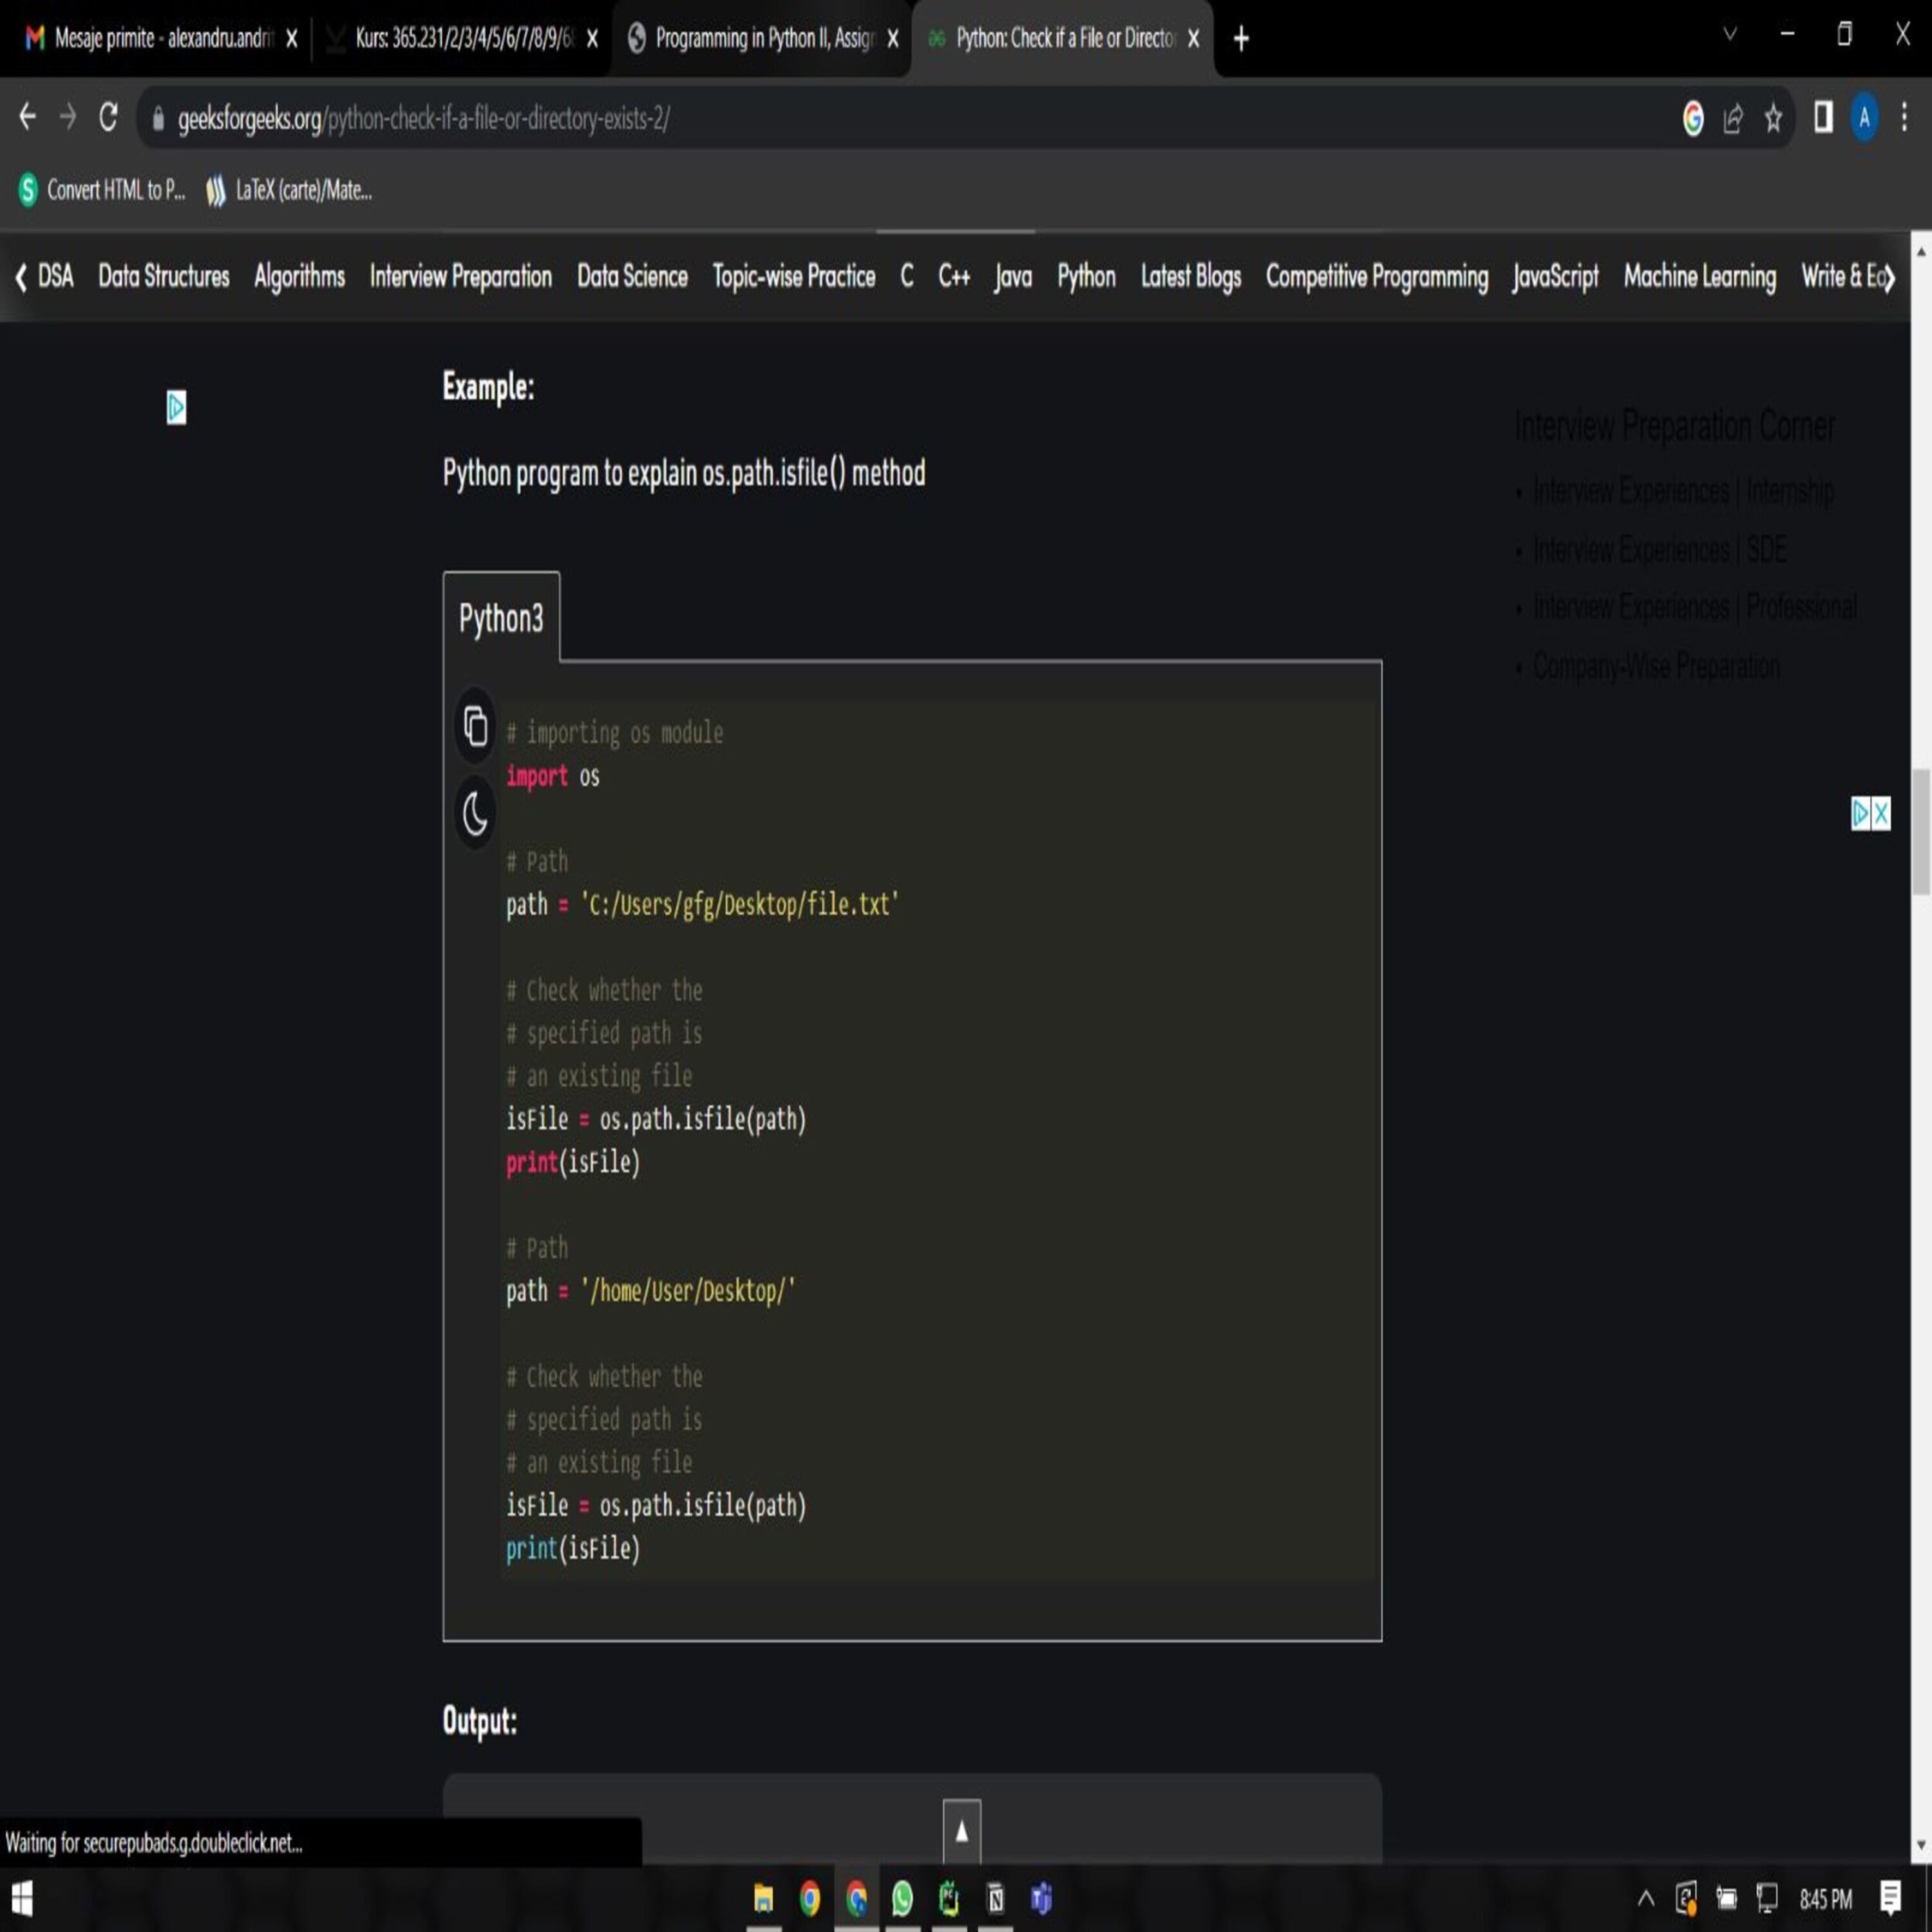 Mesaje primite - alexandru.andri
Kurs: 365.231/2/3/4/5/6/7/8/9/6
Programming in Python II, Assig
Python: Check if a File or Directo
geeksforgeeks.org/python-check-if-a-file-or-directory-exists-2/
A
Convert HTML to P...
LaTeX (carte)/Mate...
DSA Data Structures Algorithms Interview Preparation Data Science Topic-wise Practice C C++ Java Python Latest Blogs Competitive Programming JavaScript Machine Learning Write & Ea
Example:
Python program to explain os.path.isfile() method
Interview Preparation Corner
• Interview Experiences | Internship
• Interview Experiences | SDE
• Interview Experiences | Professional
• Company-Wise Preparation
Python3
# importing os module
import os
# Path
path = 'C:/Users/gfg/Desktop/file.txt'
# Check whether the
# specified path is
# an existing file
isFile = os.path.isfile(path)
print(isFile)
# Path
path = '/home/User/Desktop/'
# Check whether the
# specified path is
# an existing file
isFile = os.path.isfile(path)
print(isFile)
Output:
Waiting for securepubads.g.doubleclick.net...
8:45 PM